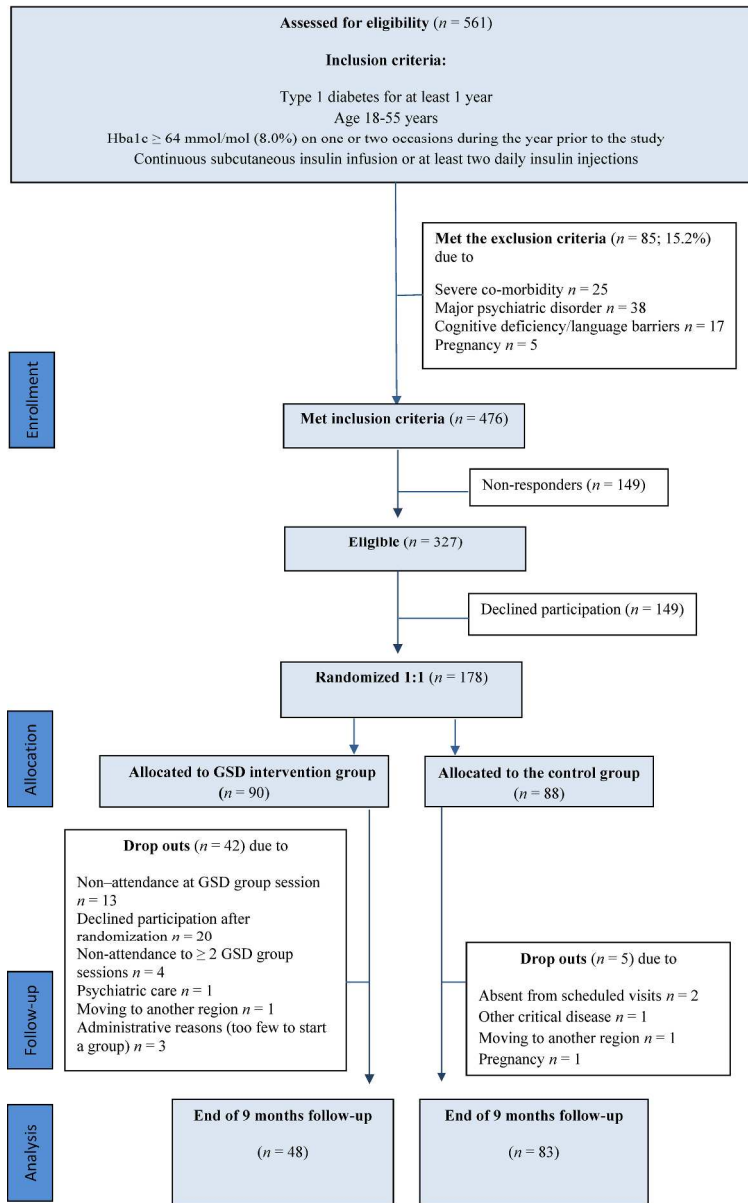 Assessed for eligibility (n = 561)
Inclusion criteria:
Type 1 diabetes for at least 1 year
Age 18-55 years
Hba1c ≥ 64 mmol/mol (8.0%) on one or two occasions during the year prior to the study
Continuous subcutaneous insulin infusion or at least two daily insulin injections
Met the exclusion criteria (n = 85; 15.2%)
due to
Severe co-morbidity n = 25
Major psychiatric disorder n = 38
Cognitive deficiency/language barriers n = 17
Pregnancy n = 5
Enrollment
Met inclusion criteria (n = 476)
Non-responders (n = 149)
Eligible (n = 327)
Declined participation (n = 149)
Randomized 1:1 (n = 178)
Allocation
Allocated to GSD intervention group
(n = 90)
Allocated to the control group
(n = 88)
Drop outs (n = 42) due to
Non–attendance at GSD group session
n = 13
Declined participation after
randomization n = 20
Non-attendance to ≥ 2 GSD group
sessions n = 4
Psychiatric care n = 1
Moving to another region n = 1
Administrative reasons (too few to start
a group) n = 3
Follow-up
Drop outs (n = 5) due to
Absent from scheduled visits n = 2
Other critical disease n = 1
Moving to another region n = 1
Pregnancy n = 1
Analysis
End of 9 months follow-up
(n = 48)
End of 9 months follow-up
(n = 83)